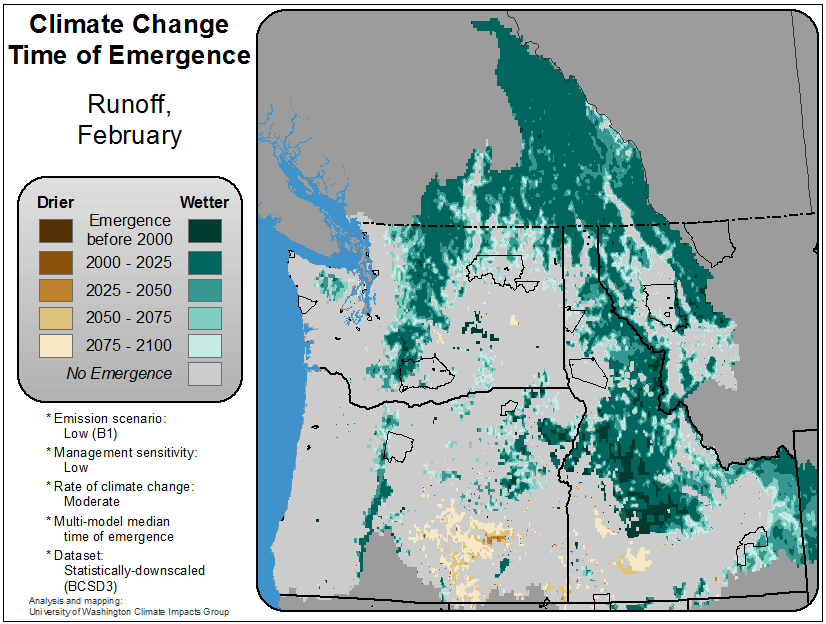 Climate Change
Time of Emergence
Runoff,
February
Drier Wetter
Emergence
before 2000
2000 - 2025
2025 - 2050
2050 - 2075
2075 - 2100
No Emergence
* Emission scenario:
Low (B1)
* Management sensitivity:
Low
* Rate of climate change:
Moderate
* Multi-model median
time of emergence
* Dataset:
Statistically-downscaled
(BCSD3)
Analysis and mapping:
University of Washington Climate Impacts Group